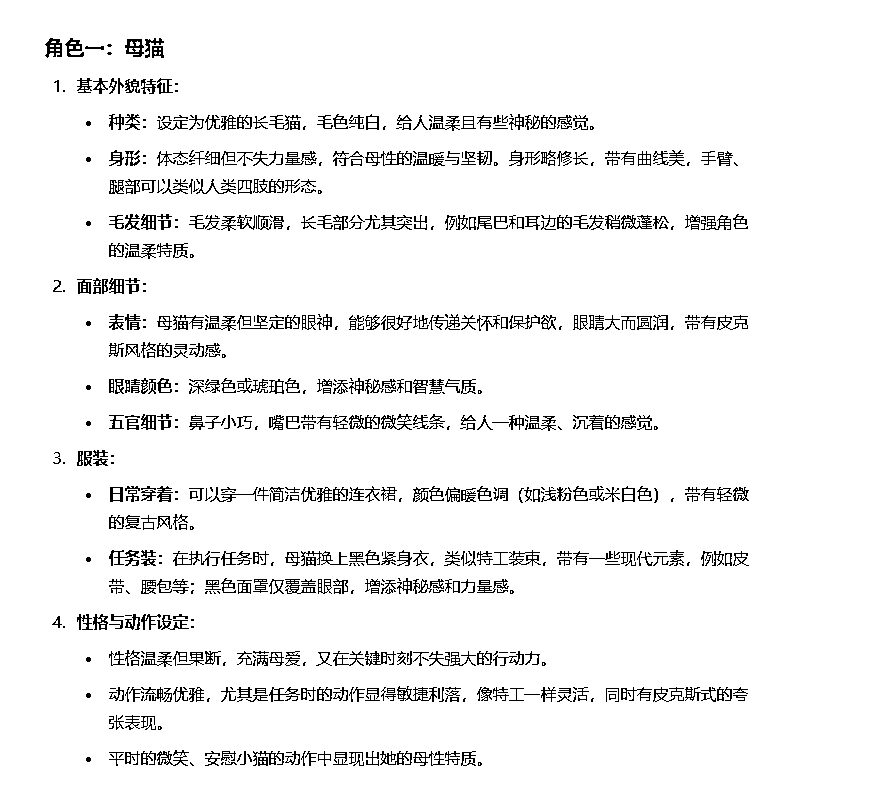 角色一：母猫
1. 基本外貌特征：
• 种类：设定为优雅的长毛猫，毛色纯白，给人温柔且有些神秘的感觉。
• 身形：体态纤细但不失力量感，符合母性的温暖与坚韧。身形略修长，带有曲线美，手臂、
腿部可以类似人类四肢的形态。
• 毛发细节：毛发柔软顺滑，长毛部分尤其突出，例如尾巴和耳边的毛发稍微蓬松，增强角色
的温柔特质。
2. 面部细节：
• 表情：母猫有温柔但坚定的眼神，能够很好地传递关怀和保护欲，眼睛大而圆润，带有皮克
斯风格的灵动感。
• 眼睛颜色：深绿色或琥珀色，增添神秘感和智慧气质。
• 五官细节：鼻子小巧，嘴巴带有轻微的微笑线条，给人一种温柔、沉着的感觉。
3. 服装：
• 日常穿着：可以穿一件简洁优雅的连衣裙，颜色偏暖色调（如浅粉色或米白色），带有轻微
的复古风格。
• 任务装：在执行任务时，母猫换上黑色紧身衣，类似特工装束，带有一些现代元素，例如皮
带、腰包等；黑色面罩仅覆盖眼部，增添神秘感和力量感。
4. 性格与动作设定：
• 性格温柔但果断，充满母爱，又在关键时刻不失强大的行动力。
• 动作流畅优雅，尤其是任务时的动作显得敏捷利落，像特工一样灵活，同时有皮克斯式的夸
张表现。
• 平时的微笑、安慰小猫的动作中显现出她的母性特质。